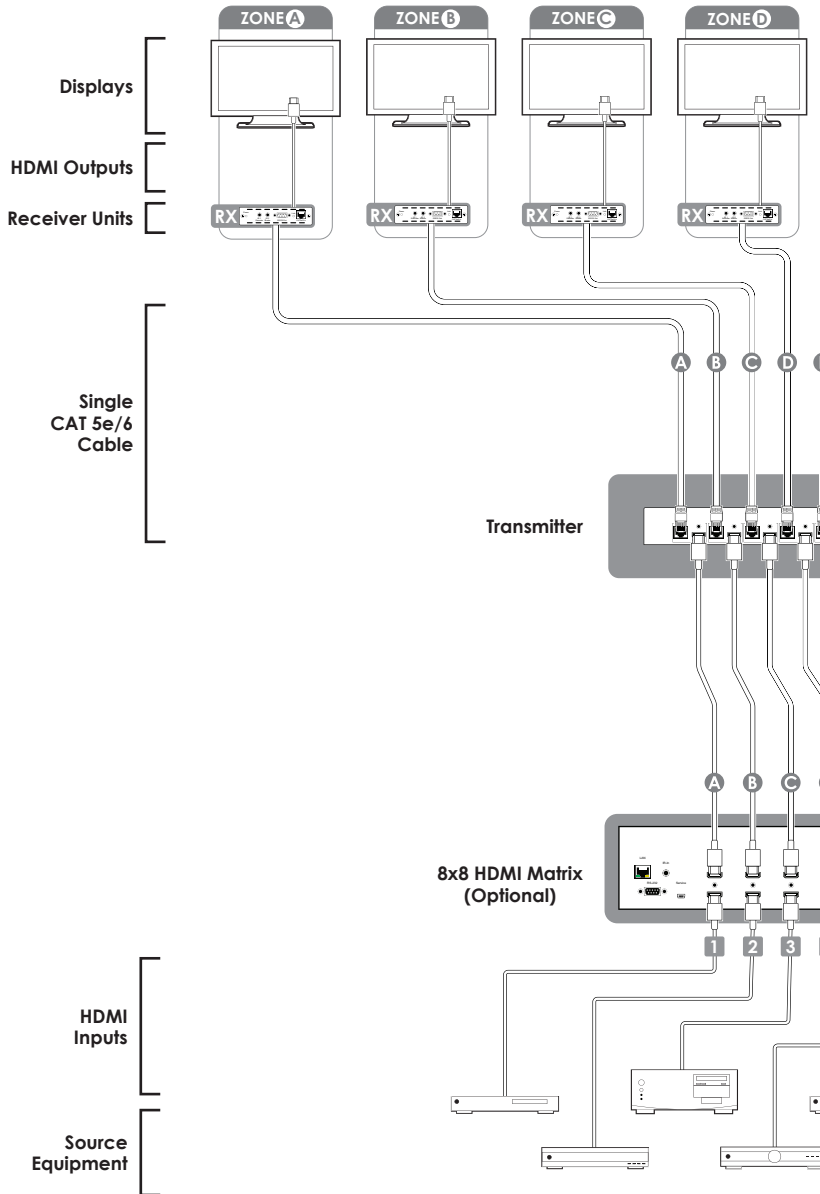 ZONE A
ZONE B
ZONE C
ZONE D
Displays
HDMI Outputs
Receiver Units
RX
RX
RX
RX
A
B
C
D
Single
CAT 5e/6
Cable
Transmitter
A
B
C
8x8 HDMI Matrix
(Optional)
LAN
1
2
3
HDMI
Inputs
Source
Equipment